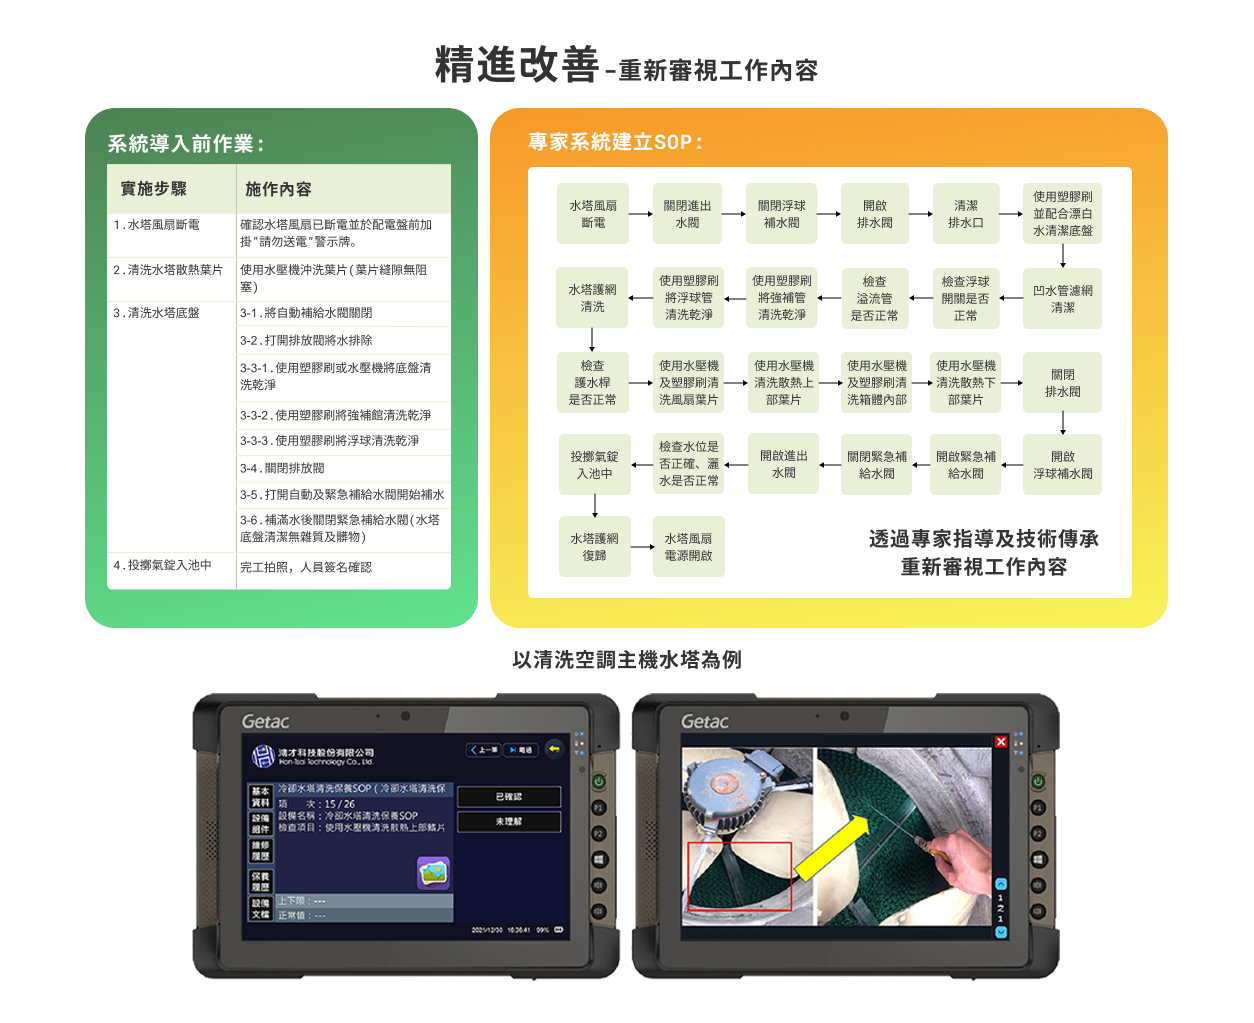 精進改善-重新審視工作內容
系統導入前作業:
實施步驟
施作內容
1.水塔風扇斷電
確認水塔風扇已斷電並於配電盤前加
掛"請勿送電"警示牌。
2.清洗水塔散熱葉片
使用水壓機沖洗葉片(葉片縫隙無阻
塞)
3.清洗水塔底盤
3-1.將自動補給水閥關閉
3-2.打開排放閥將水排除
3-3-1.使用塑膠刷或水壓機將底盤清
洗乾淨
3-3-2.使用塑膠刷將強補館清洗乾淨
3-3-3.使用塑膠刷將浮球清洗乾淨
3-4.關閉排放閥
3-5.打開自動及緊急補給水閥開始補水
3-6.補滿水後關閉緊急補給水閥(水塔
底盤清潔無雜質及髒物)
4.投擲氣錠入池中
完工拍照，人員簽名確認
專家系統建立SOP:
水塔風扇
斷電
關閉進出
水閥
關閉浮球
補水閥
開啟
排水閥
清潔
排水口
使用塑膠刷
並配合漂白
水清潔底盤
凹水管濾網
清潔
檢查浮球
開關是否
正常
檢查
溢流管
是否正常
使用塑膠刷
將強補管
清洗乾淨
使用塑膠刷
將浮球管
清洗乾淨
水塔護網
清洗
檢查
護水桿
是否正常
使用水壓機
及塑膠刷清
洗風扇葉片
使用水壓機
清洗散熱上
部葉片
使用水壓機
及塑膠刷清
洗箱體內部
使用水壓機
清洗散熱下
部葉片
關閉
排水閥
開啟
浮球補水閥
開啟緊急補
給水閥
關閉緊急補
給水閥
開啟進出
水閥
檢查水位是
否正確、灑
水是否正常
投擲氣錠
入池中
水塔護網
復歸
水塔風扇
電源開啟
透過專家指導及技術傳承
重新審視工作內容
以清洗空調主機水塔為例
Getac
鴻才科技股份有限公司
Hon-Tsai Technology Co., Ltd.
上一筆
略過
基本
資料
設備
組件
維修
履歷
保養
履歷
設備
文檔
冷卻水塔清洗保養SOP ( 冷卻水塔清洗保
項 次：15 / 26
設備名稱：冷卻水塔清洗保養SOP
檢查項目：使用水壓機清洗散熱上部鰭片
上下限：---
正常值：---
已確認
未理解
2021/12/30 16:36:41 99%
P1
P2
Getac
1
2
1
P1
P2